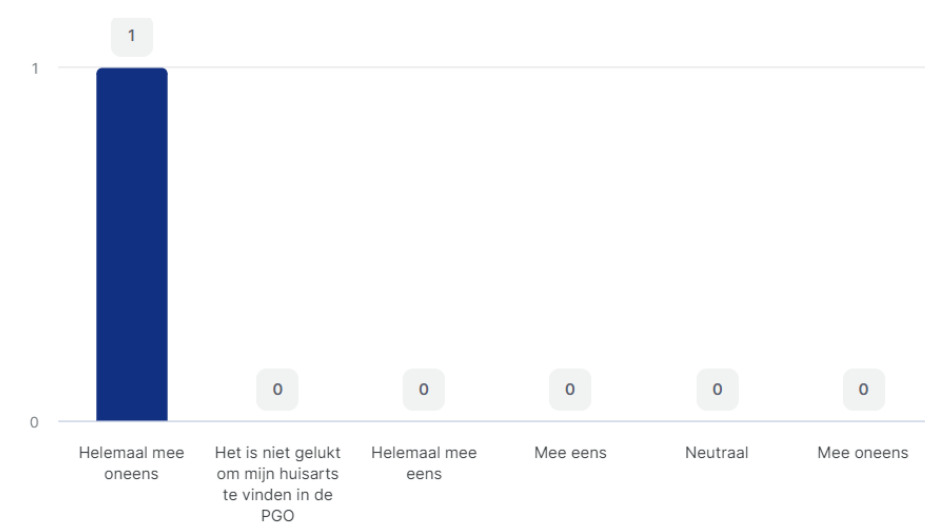 1
1
0
0
0
0
0
0
Helemaal mee
oneens
Het is niet gelukt
om mijn huisarts
te vinden in de
PGO
Helemaal mee
eens
Mee eens
Neutraal
Mee oneens